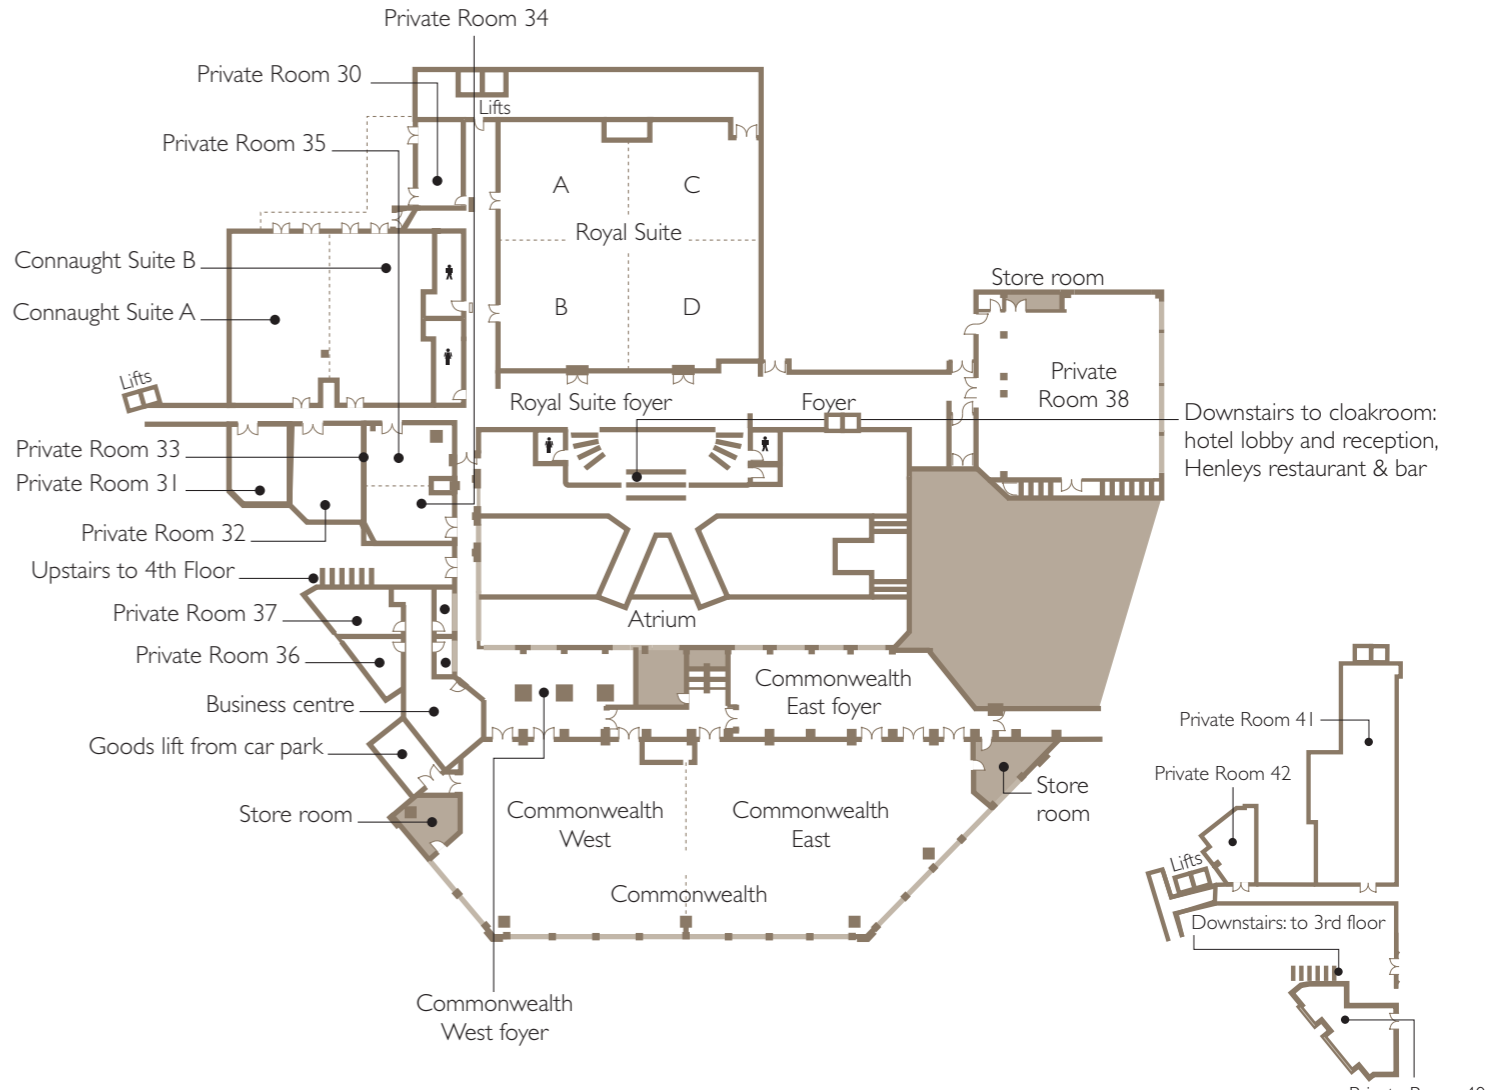 Private Room 34
Private Room 30
Lifts
Private Room 35
A
C
Royal Suite
B
D
Connaught Suite B
Connaught Suite A
Store room
Private
Room 38
Lifts
Royal Suite foyer
Foyer
Downstairs to cloakroom:
hotel lobby and reception,
Henleys restaurant & bar
Private Room 33
Private Room 31
Private Room 32
Upstairs to 4th Floor
Private Room 37
Atrium
Private Room 36
Commonwealth
East foyer
Business centre
Goods lift from car park
Store room
Commonwealth
West
Commonwealth
East
Store
room
Commonwealth
Commonwealth
West foyer
Private Room 41
Private Room 42
Lifts
Downstairs: to 3rd floor